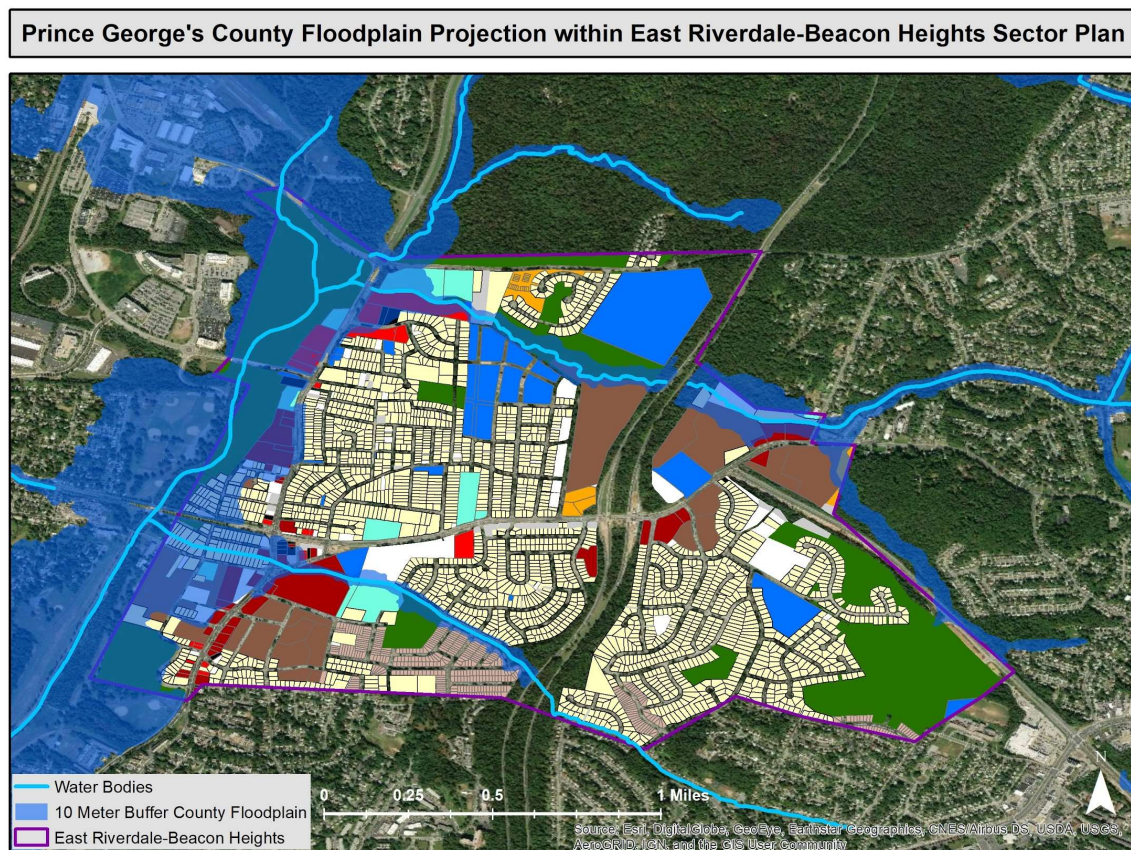 Prince George's County Floodplain Projection within East Riverdale-Beacon Heights Sector Plan
Water Bodies
10 Meter Buffer County Floodplain
East Riverdale-Beacon Heights
0 0.25 0.5 1 Miles
N
Source: Esri, DigitalGlobe, GeoEye, Earthstar Geographics, CNES/Airbus DS, USDA, USGS,
AeroGRID, IGN, and the GIS User Community